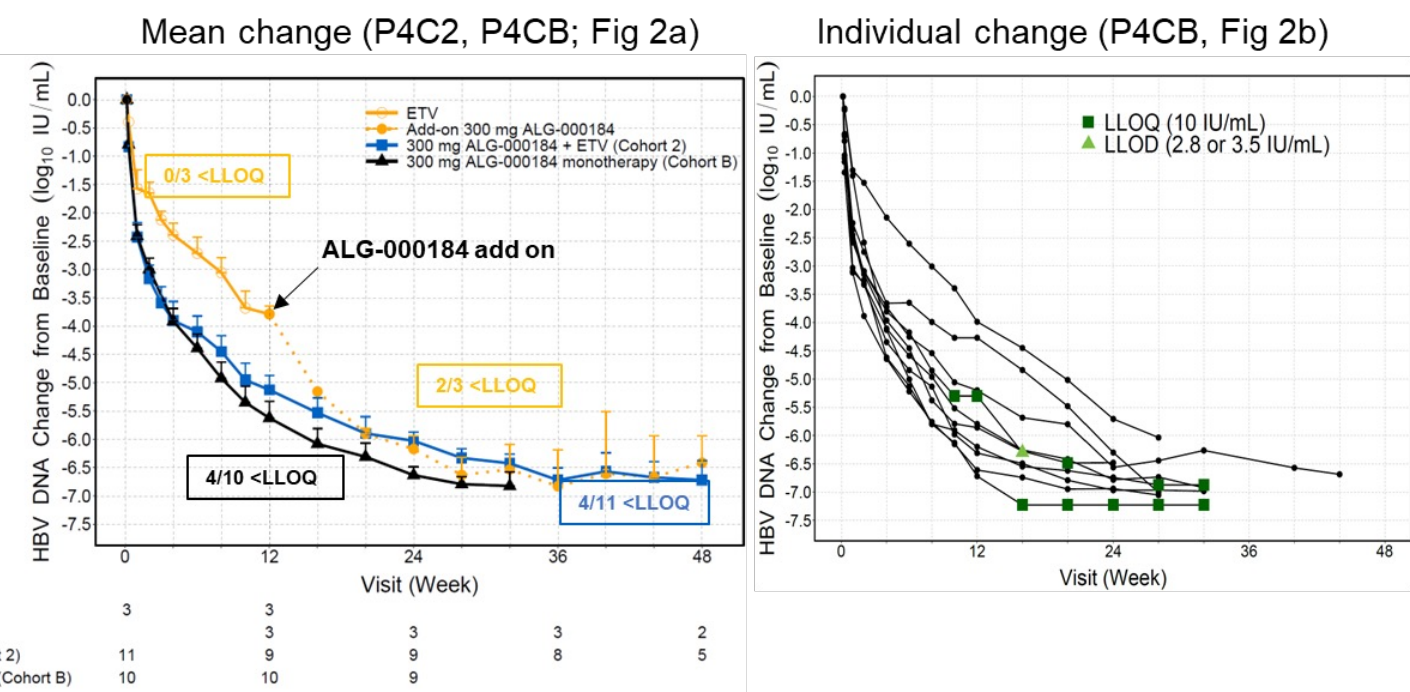 Mean change (P4C2, P4CB; Fig 2a)
Individual change (P4CB, Fig 2b)
HBV DNA Change from Baseline (log10 IU/mL)
0.0
-0.5
-1.0
-1.5
-2.0
-2.5
-3.0
-3.5
-4.0
-4.5
-5.0
-5.5
-6.0
-6.5
-7.0
-7.5
ETV
Add-on 300 mg ALG-000184
300 mg ALG-000184 + ETV (Cohort 2)
300 mg ALG-000184 monotherapy (Cohort B)
0/3 <LLOQ
ALG-000184 add on
2/3 <LLOQ
4/10 <LLOQ
4/11 <LLOQ
0 12 24 36 48
Visit (Week)
3 3
3 3 3 2
2) 11 9 9 8 5
(Cohort B) 10 10 9
HBV DNA Change from Baseline (log10 IU/mL)
0.0
-0.5
-1.0
-1.5
-2.0
-2.5
-3.0
-3.5
-4.0
-4.5
-5.0
-5.5
-6.0
-6.5
-7.0
-7.5
LLOQ (10 IU/mL)
LLOD (2.8 or 3.5 IU/mL)
0 12 24 36 48
Visit (Week)